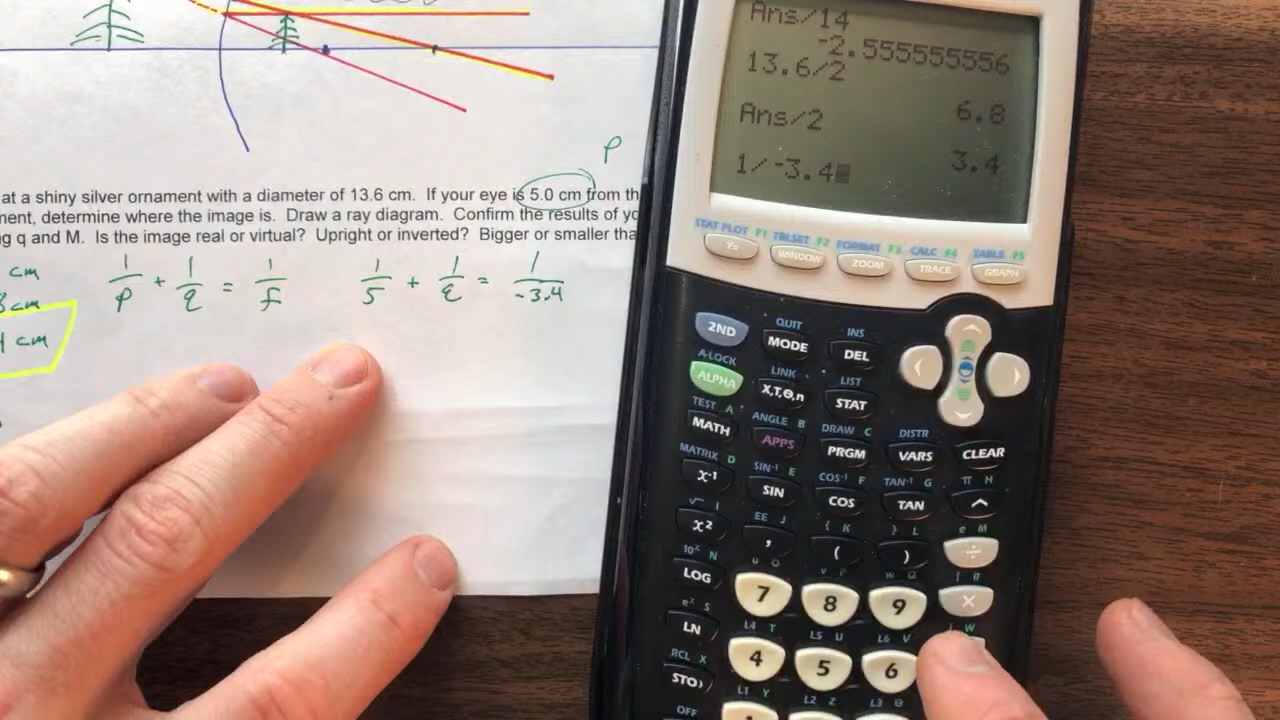 P
at a shiny silver ornament with a diameter of 13.6 cm. If your eye is 5.0 cm from th
ment, determine where the image is. Draw a ray diagram. Confirm the results of yo
g q and M. Is the image real or virtual? Upright or inverted? Bigger or smaller tha
cm
cm
cm
1/P + 1/q = 1/f
1/5 + 1/q = 1/-3.4
Ans/14
-2.555555556
13.6/2
6.8
Ans/2
3.4
1/-3.4
STAT PLOT F1 TBLSET F2 FORMAT F3 CALC F4 TABLE F5
Y= WINDOW ZOOM TRACE GRAPH
QUIT INS
2ND MODE DEL
A-LOCK LINK LIST
ALPHA X,T,Θ,n STAT
TEST A ANGLE B DRAW C DISTR
MATH APPS PRGM VARS CLEAR
MATRIX D SIN-1 E COS-1 F TAN-1 G π H
x-1 SIN COS TAN ^
√ I EE J { K } L e M
x² , ( ) ÷
10ˣ N u O v P w Q [ R
LOG 7 8 9 ×
eˣ S L4 T L5 U L6 V W
LN 4 5 6
RCL X L1 Y L2 Z L3 θ
STO›
OFF